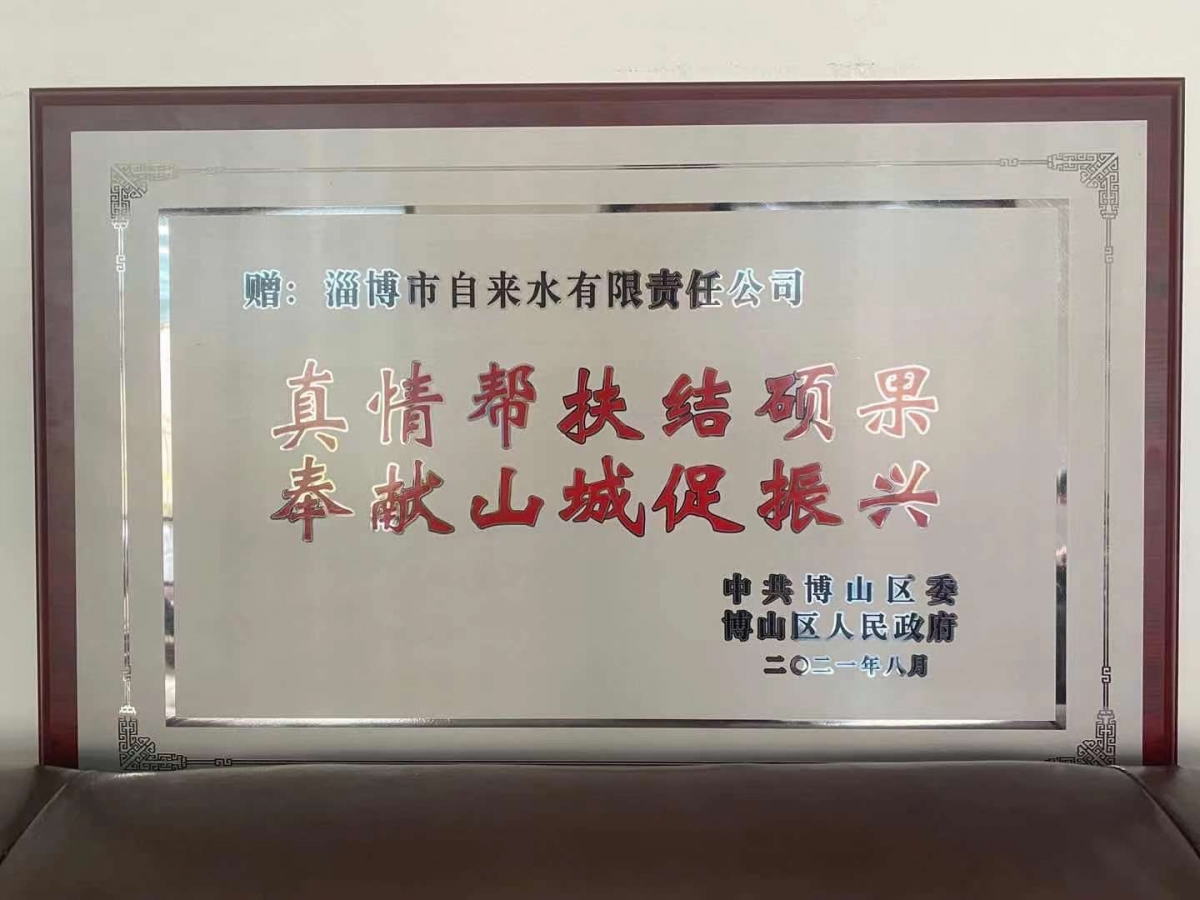 赠：淄博市自来水有限责任公司
真情帮扶结硕果
奉献山城促振兴
中共博山区委
博山区人民政府
二〇二一年八月